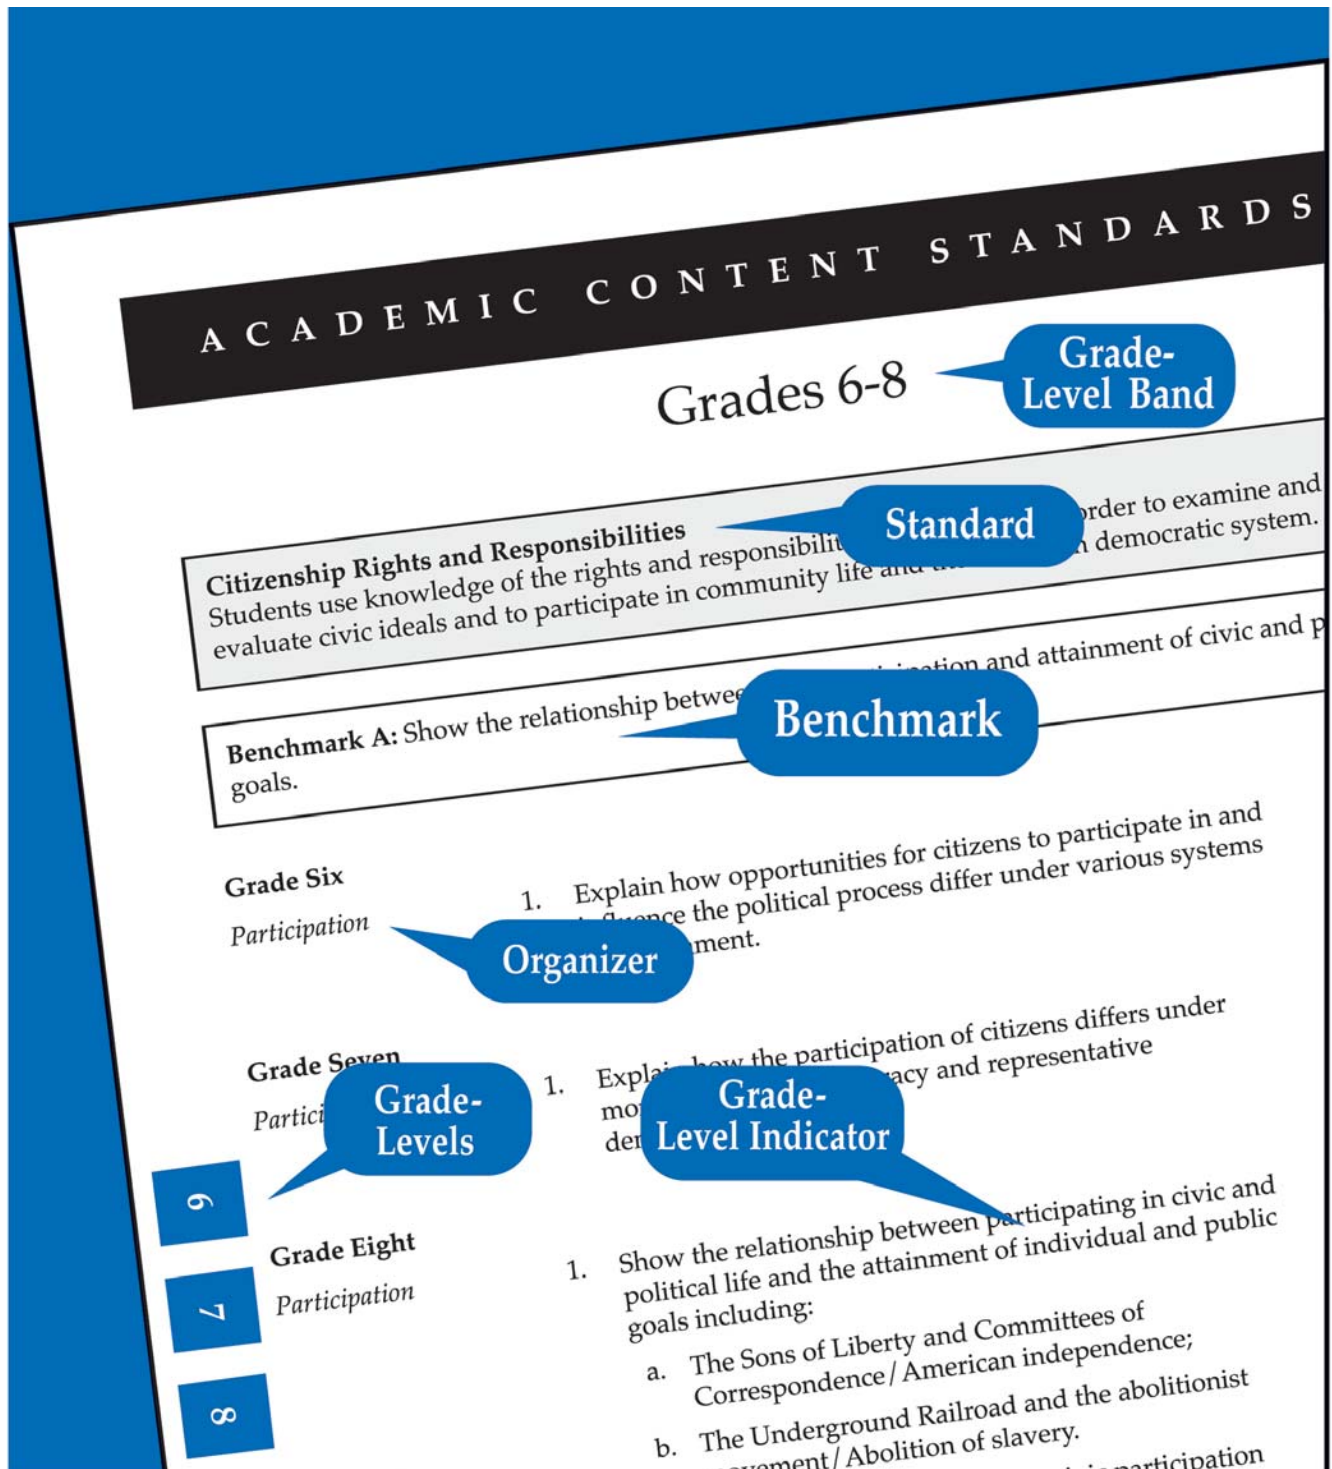 ACADEMIC CONTENT STANDARDS
Grades 6-8
Grade-
Level Band
Citizenship Rights and Responsibilities
Standard
Students use knowledge of the rights and order to examine and
evaluate civic ideals and to participate in community life and democratic system.
Benchmark A: Show the relationship and attainment of civic and
goals.
Benchmark
Grade Six
Participation
Organizer
1. Explain how opportunities for citizens to participate in and
the political process differ under various systems
Grade Seven
Grade-
Levels
1. how the participation of citizens differs under
and representative
Grade-
Level Indicator
6
7
8
Grade Eight
Participation
1. Show the relationship between participating in civic and
political life and the attainment of individual and public
goals including:
a. The Sons of Liberty and Committees of
Correspondence/American independence;
b. The Underground Railroad and the abolitionist
Abolition of slavery.
participation